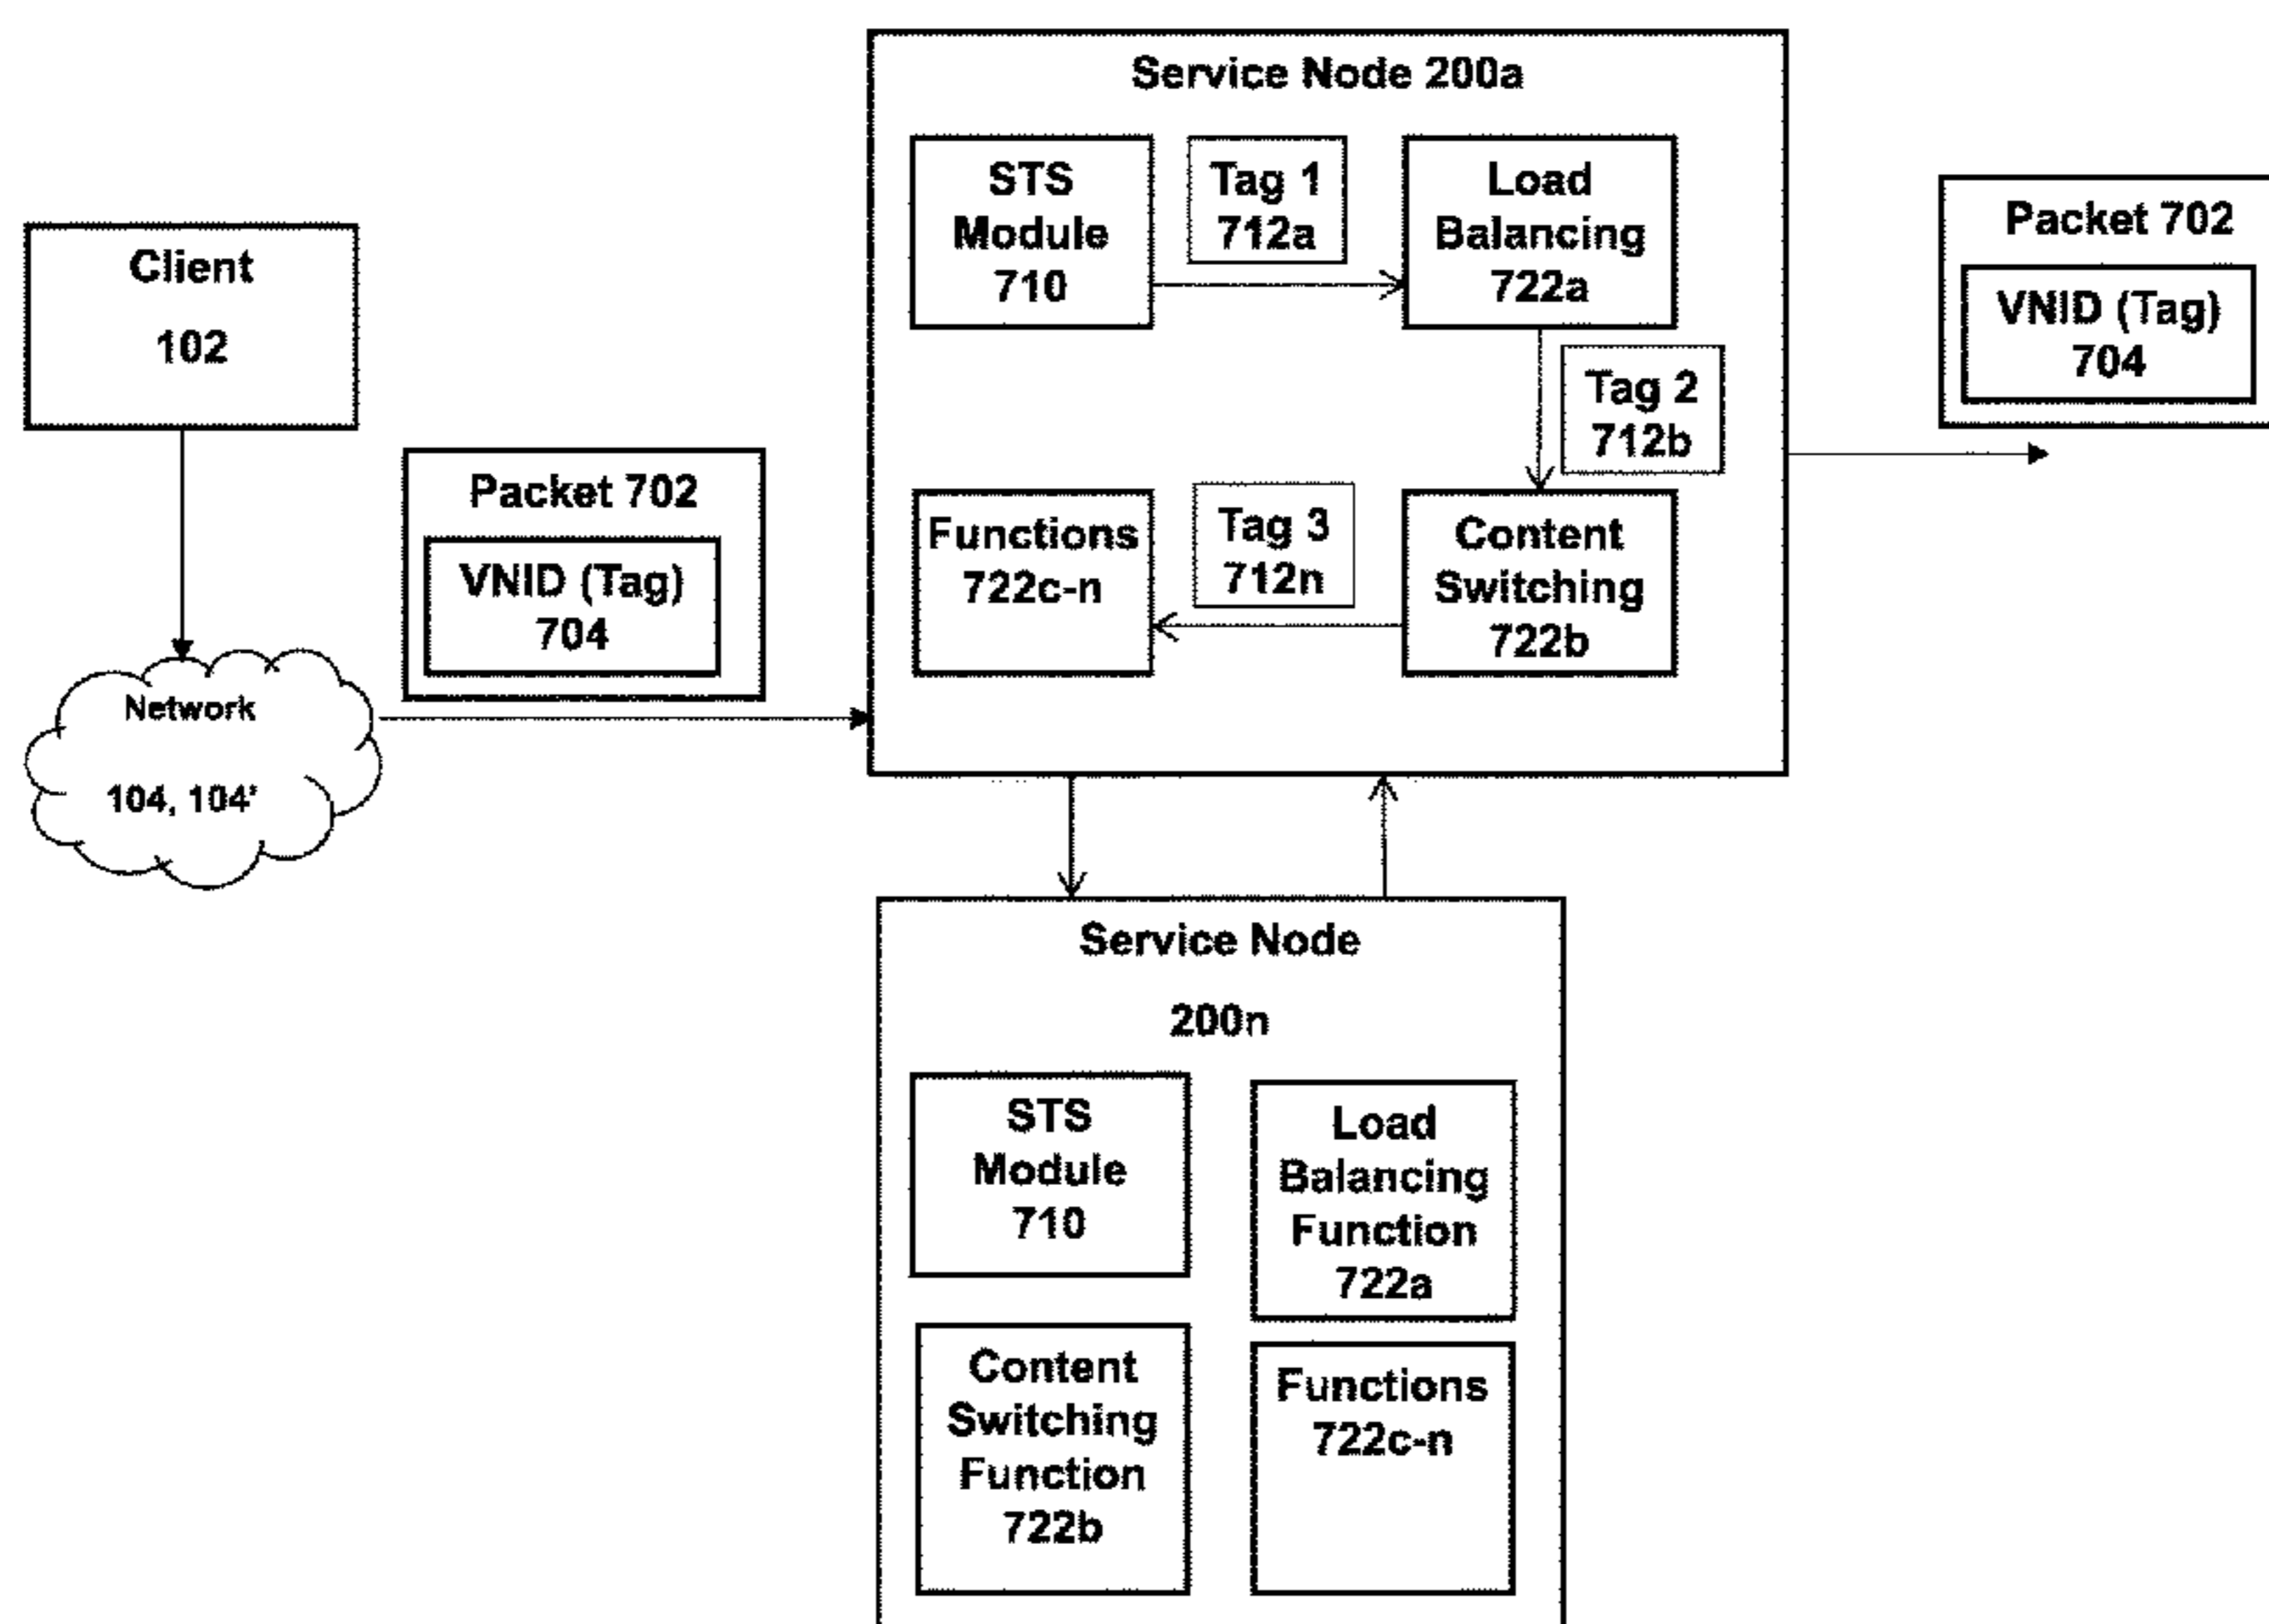 Client
102
Network
104, 104'
Packet 702
VNID (Tag)
704
Service Node 200a
STS
Module
710
Tag 1
712a
Load
Balancing
722a
Tag 2
712b
Content
Switching
722b
Tag 3
712n
Functions
722c-n
Packet 702
VNID (Tag)
704
Service Node
200n
STS
Module
710
Load
Balancing
Function
722a
Content
Switching
Function
722b
Functions
722c-n